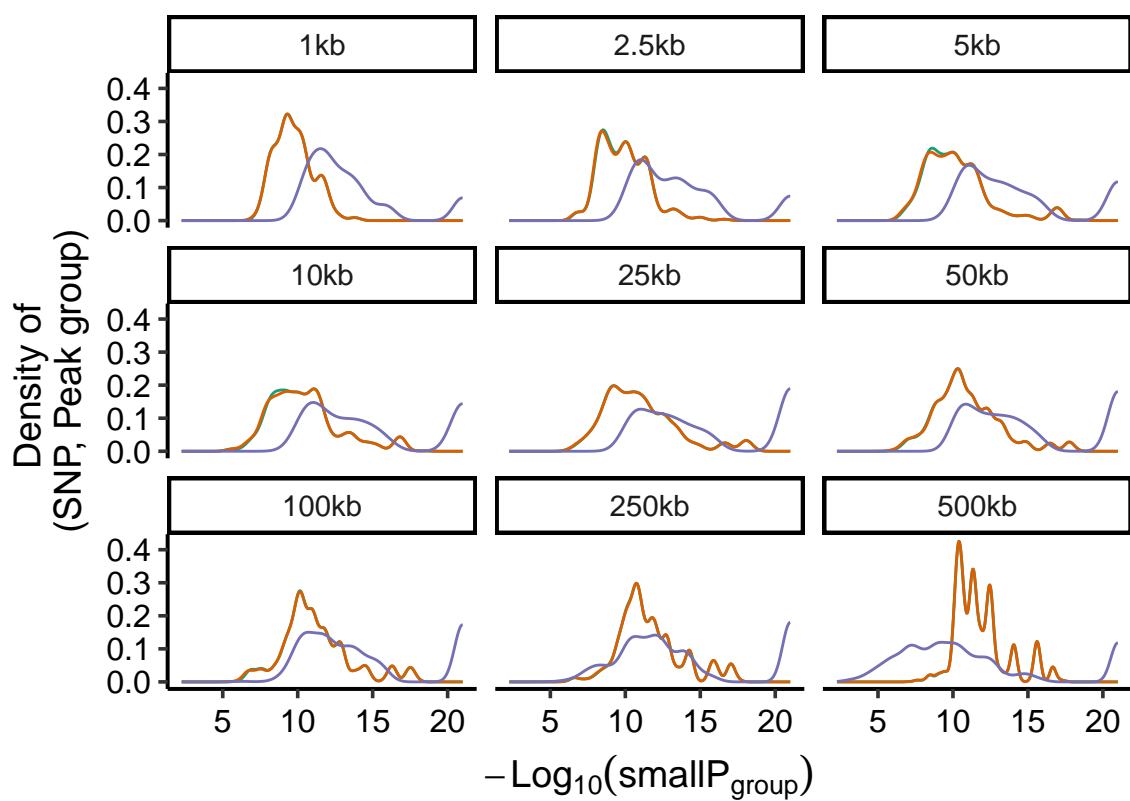 1kb 2.5kb 5kb
0.4
0.3
0.2
0.1
0.0
10kb 25kb 50kb
0.4
0.3
0.2
0.1
0.0
100kb 250kb 500kb
0.4
0.3
0.2
0.1
0.0
5 10 15 20 5 10 15 20 5 10 15 20
Density of
(SNP, Peak group)
−Log10(smallPgroup)